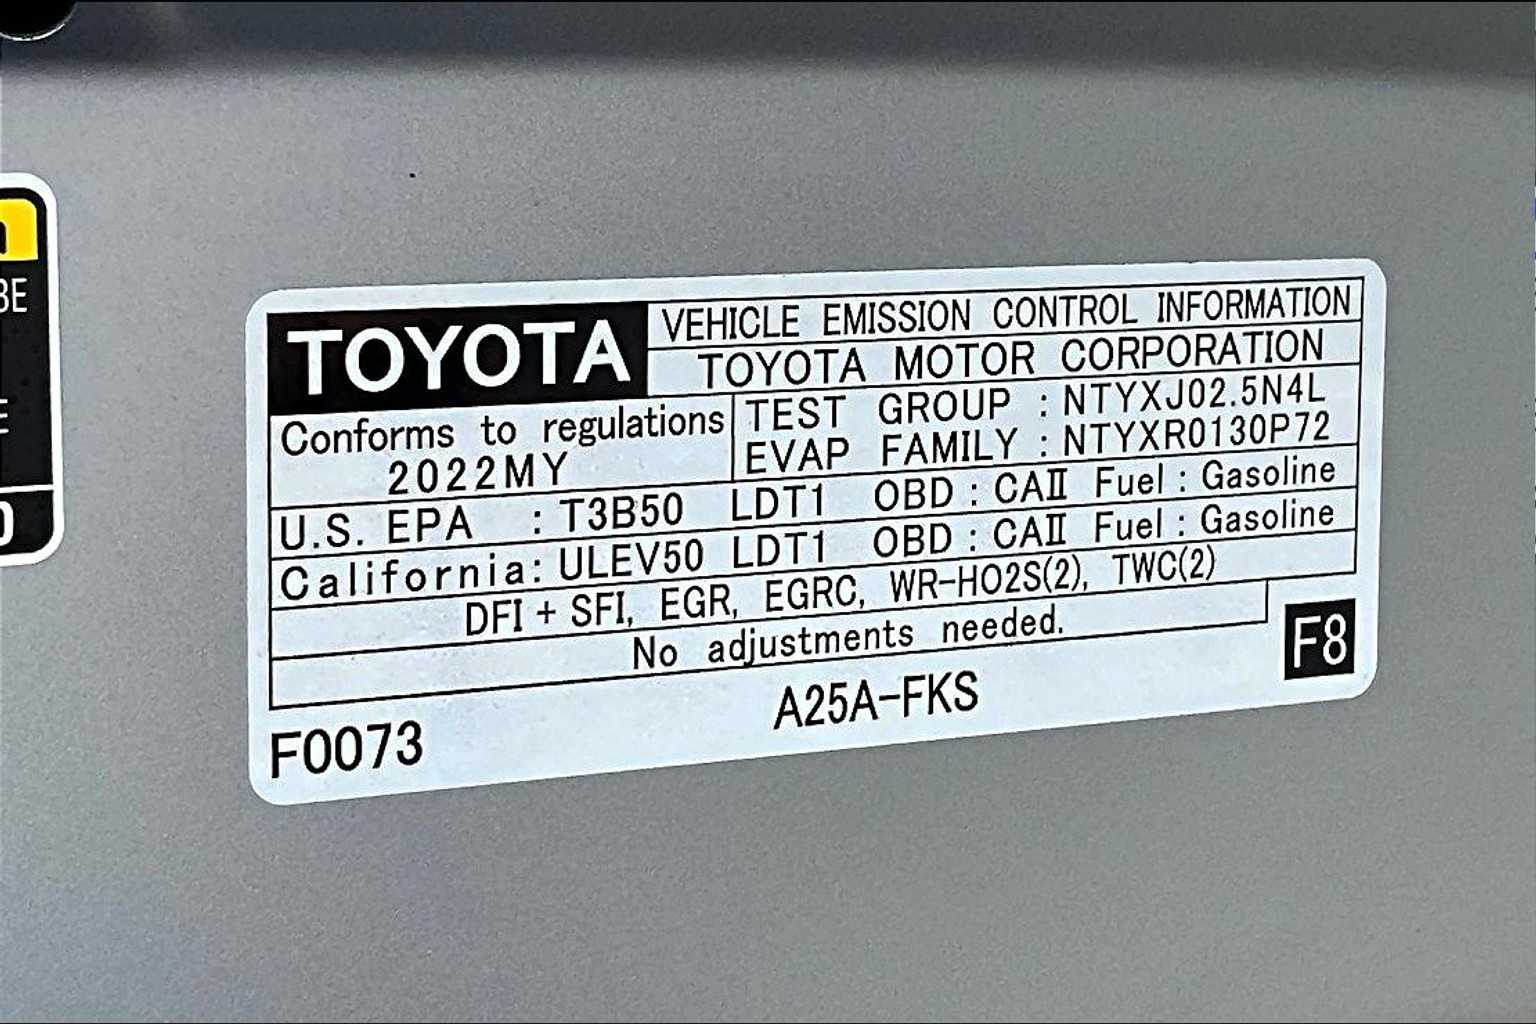 BE
E
TOYOTA
VEHICLE EMISSION CONTROL INFORMATION
TOYOTA MOTOR CORPORATION
Conforms to regulations
2022MY
TEST GROUP : NTYXJ02.5N4L
EVAP FAMILY : NTYXR0130P72
U.S. EPA : T3B50 LDT1 OBD : CAⅡ Fuel : Gasoline
California: ULEV50 LDT1 OBD : CAⅡ Fuel : Gasoline
DFI + SFI, EGR, EGRC, WR-HO2S(2), TWC(2)
No adjustments needed.
F8
A25A-FKS
F0073